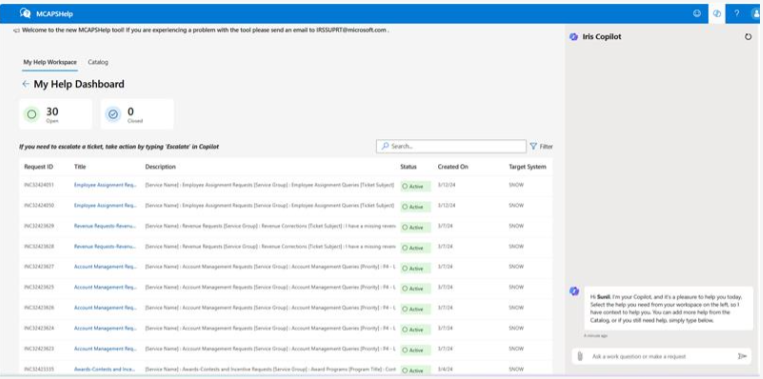 MCAPSHelp
Welcome to the new MCAPSHelp tool! If you are experiencing a problem with the tool please send an email to IRSSUPRT@microsoft.com .
Iris Copilot
My Help Workspace Catalog
← My Help Dashboard
30
Open
0
Closed
If you need to escalate a ticket, take action by typing 'Escalate' in Copilot
Search...
Filter
Request ID Title Description Status Created On Target System
INC32424051 Employee Assignment Req... [Service Name] : Employee Assignment Requests [Service Group] : Employee Assignment Queries [Ticket Subject] Active 3/12/24 SNOW
INC32424050 Employee Assignment Req... [Service Name] : Employee Assignment Requests [Service Group] : Employee Assignment Queries [Ticket Subject] Active 3/12/24 SNOW
INC32423629 Revenue Requests-Revenu... [Service Name] : Revenue Requests [Service Group] : Revenue Corrections [Ticket Subject] : I have a missing reven Active 3/7/24 SNOW
INC32423628 Revenue Requests-Revenu... [Service Name] : Revenue Requests [Service Group] : Revenue Corrections [Ticket Subject] : I have a missing reven Active 3/7/24 SNOW
INC32423627 Account Management Req... [Service Name] : Account Management Requests [Service Group] : Account Management Queries [Priority] : P4 - L Active 3/7/24 SNOW
INC32423625 Account Management Req... [Service Name] : Account Management Requests [Service Group] : Account Management Queries [Priority] : P4 - L Active 3/7/24 SNOW
Account Management Req... [Service Name] : Account Management Requests [Service Group] : Account Management Queries [Priority] : P4 - L Active 3/7/24 SNOW
INC32423624 Account Management Req... [Service Name] : Account Management Requests [Service Group] : Account Management Queries [Priority] : P4 - L Active 3/7/24 SNOW
INC32423623 Account Management Req... [Service Name] : Account Management Requests [Service Group] : Account Management Queries [Priority] : P4 - L Active 3/7/24 SNOW
Awards-Contests and Ince... [Service Name] : Awards-Contests and Incentive Requests [Service Group] : Award Programs [Program Title] : Cont Active 3/4/24 SNOW
Hi Sunil. I'm your Copilot, and it's a pleasure to help you today.
Select the help you need from your workspace on the left, so I
have context to help you. You can add more help from the
Catalog, or if you still need help, simply type below.
minute ago
Ask a work question or make a request